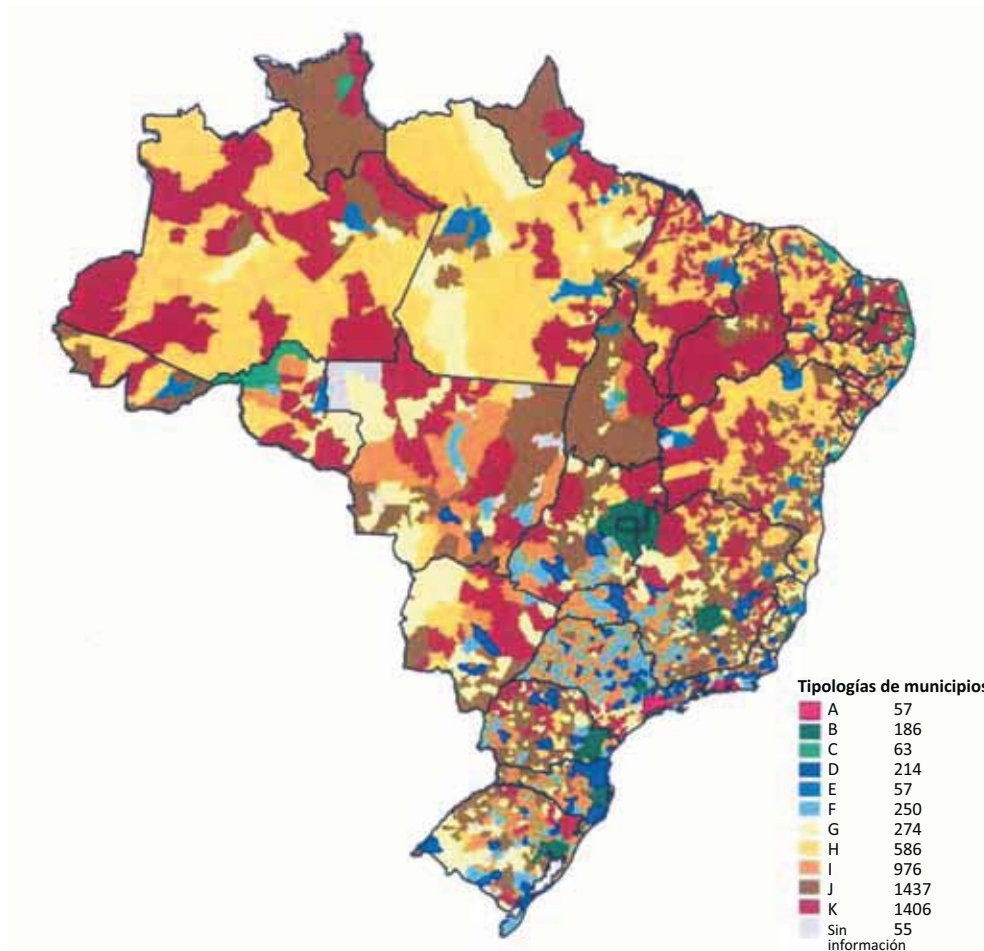 Tipologías de municipios
A 57
B 186
C 63
D 214
E 57
F 250
G 274
H 586
I 976
J 1437
K 1406
Sin 55
información